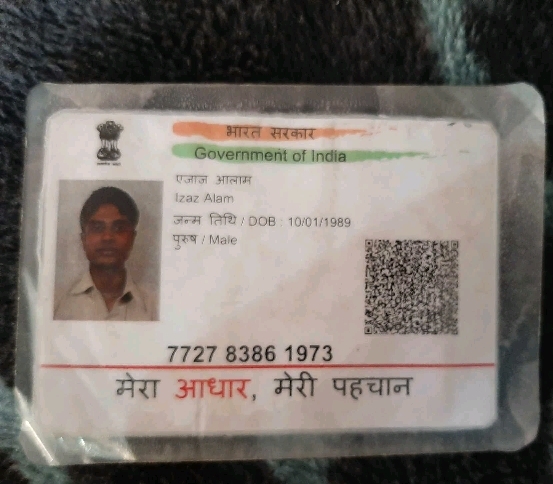 भारत सरकार
Government of India
एजाज आलाम
Izaz Alam
जन्म तिथि / DOB : 10/01/1989
पुरुष / Male
7727 8386 1973
मेरा आधार, मेरी पहचान